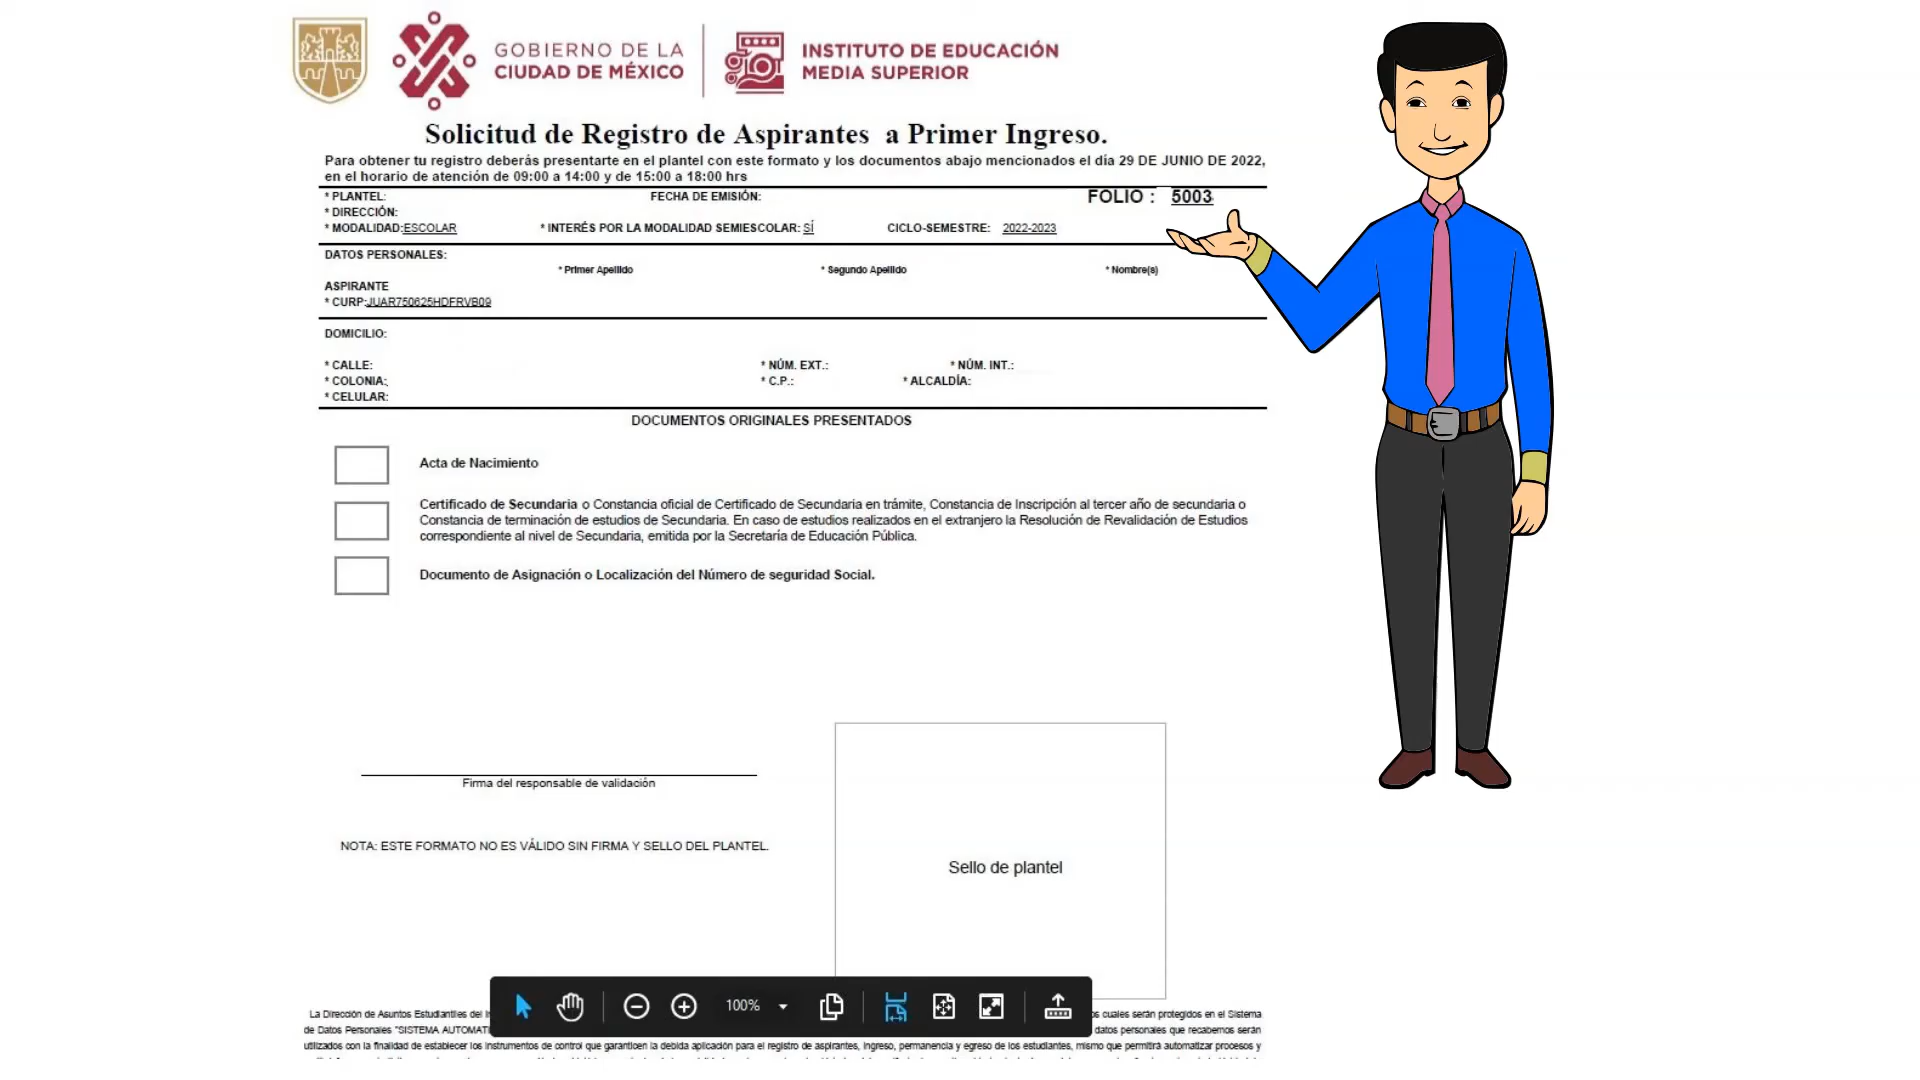 GOBIERNO DE LA
CIUDAD DE MÉXICO
INSTITUTO DE EDUCACIÓN
MEDIA SUPERIOR
Solicitud de Registro de Aspirantes a Primer Ingreso.
Para obtener tu registro deberás presentarte en el plantel con este formato y los documentos abajo mencionados el día 29 DE JUNIO DE 2022,
en el horario de atención de 09:00 a 14:00 y de 15:00 a 18:00 hrs
* PLANTEL: FECHA DE EMISIÓN: FOLIO : 5003
* DIRECCIÓN:
* MODALIDAD:ESCOLAR * INTERÉS POR LA MODALIDAD SEMIESCOLAR: SÍ CICLO-SEMESTRE: 2022-2023
DATOS PERSONALES:
* Primer Apellido * Segundo Apellido * Nombre(s)
ASPIRANTE
* CURP:JUAR750625HDFRVB09
DOMICILIO:
* CALLE: * NÚM. EXT.: * NÚM. INT.:
* COLONIA: * C.P.: * ALCALDÍA:
* CELULAR:
DOCUMENTOS ORIGINALES PRESENTADOS
Acta de Nacimiento
Certificado de Secundaria o Constancia oficial de Certificado de Secundaria en trámite, Constancia de Inscripción al tercer año de secundaria o
Constancia de terminación de estudios de Secundaria. En caso de estudios realizados en el extranjero la Resolución de Revalidación de Estudios
correspondiente al nivel de Secundaria, emitida por la Secretaría de Educación Pública.
Documento de Asignación o Localización del Número de seguridad Social.
Firma del responsable de validación
NOTA: ESTE FORMATO NO ES VÁLIDO SIN FIRMA Y SELLO DEL PLANTEL.
Sello de plantel
100%
La Dirección de Asuntos Estudiantiles del cuales serán protegidos en el Sistema
de Datos Personales "SISTEMA datos personales que recabemos serán
utilizados con la finalidad de establecer los instrumentos de control que garanticen la debida aplicación para el registro de aspirantes, ingreso, permanencia y egreso de los estudiantes, mismo que permitirá automatizar procesos y